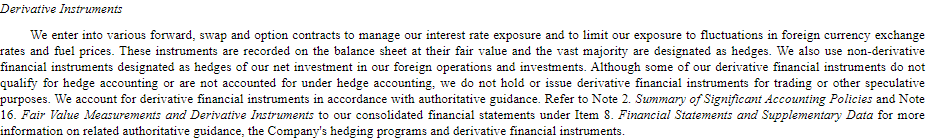 Derivative Instruments
We enter into various forward, swap and option contracts to manage our interest rate exposure and to limit our exposure to fluctuations in foreign currency exchange
rates and fuel prices. These instruments are recorded on the balance sheet at their fair value and the vast majority are designated as hedges. We also use non-derivative
financial instruments designated as hedges of our net investment in our foreign operations and investments. Although some of our derivative financial instruments do not
qualify for hedge accounting or are not accounted for under hedge accounting, we do not hold or issue derivative financial instruments for trading or other speculative
purposes. We account for derivative financial instruments in accordance with authoritative guidance. Refer to Note 2. Summary of Significant Accounting Policies and Note
16. Fair Value Measurements and Derivative Instruments to our consolidated financial statements under Item 8. Financial Statements and Supplementary Data for more
information on related authoritative guidance, the Company's hedging programs and derivative financial instruments.